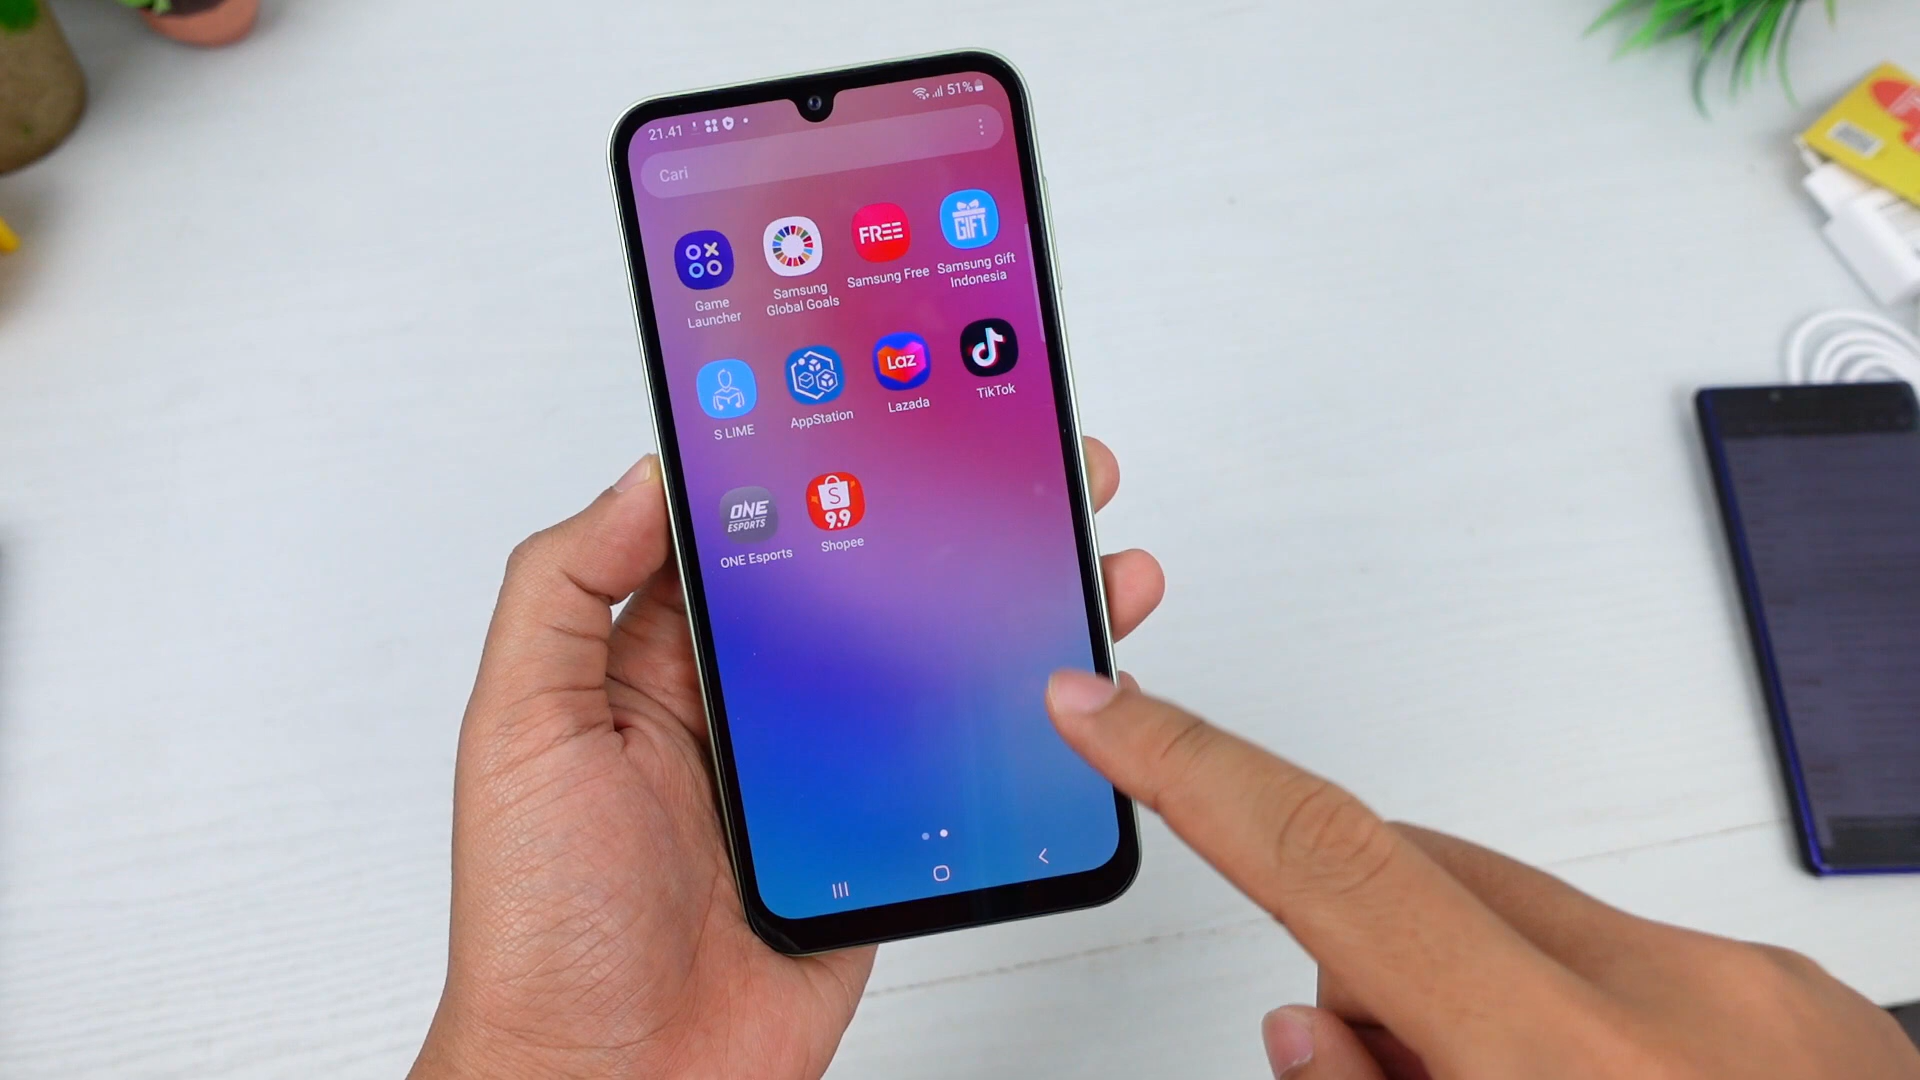 21.41
51%
Cari
FREE
GIFT
Game
Launcher
Samsung
Global Goals
Samsung Free
Samsung Gift
Indonesia
Laz
S LIME
AppStation
Lazada
TikTok
ONE
ESPORTS
S
9.9
ONE Esports
Shopee